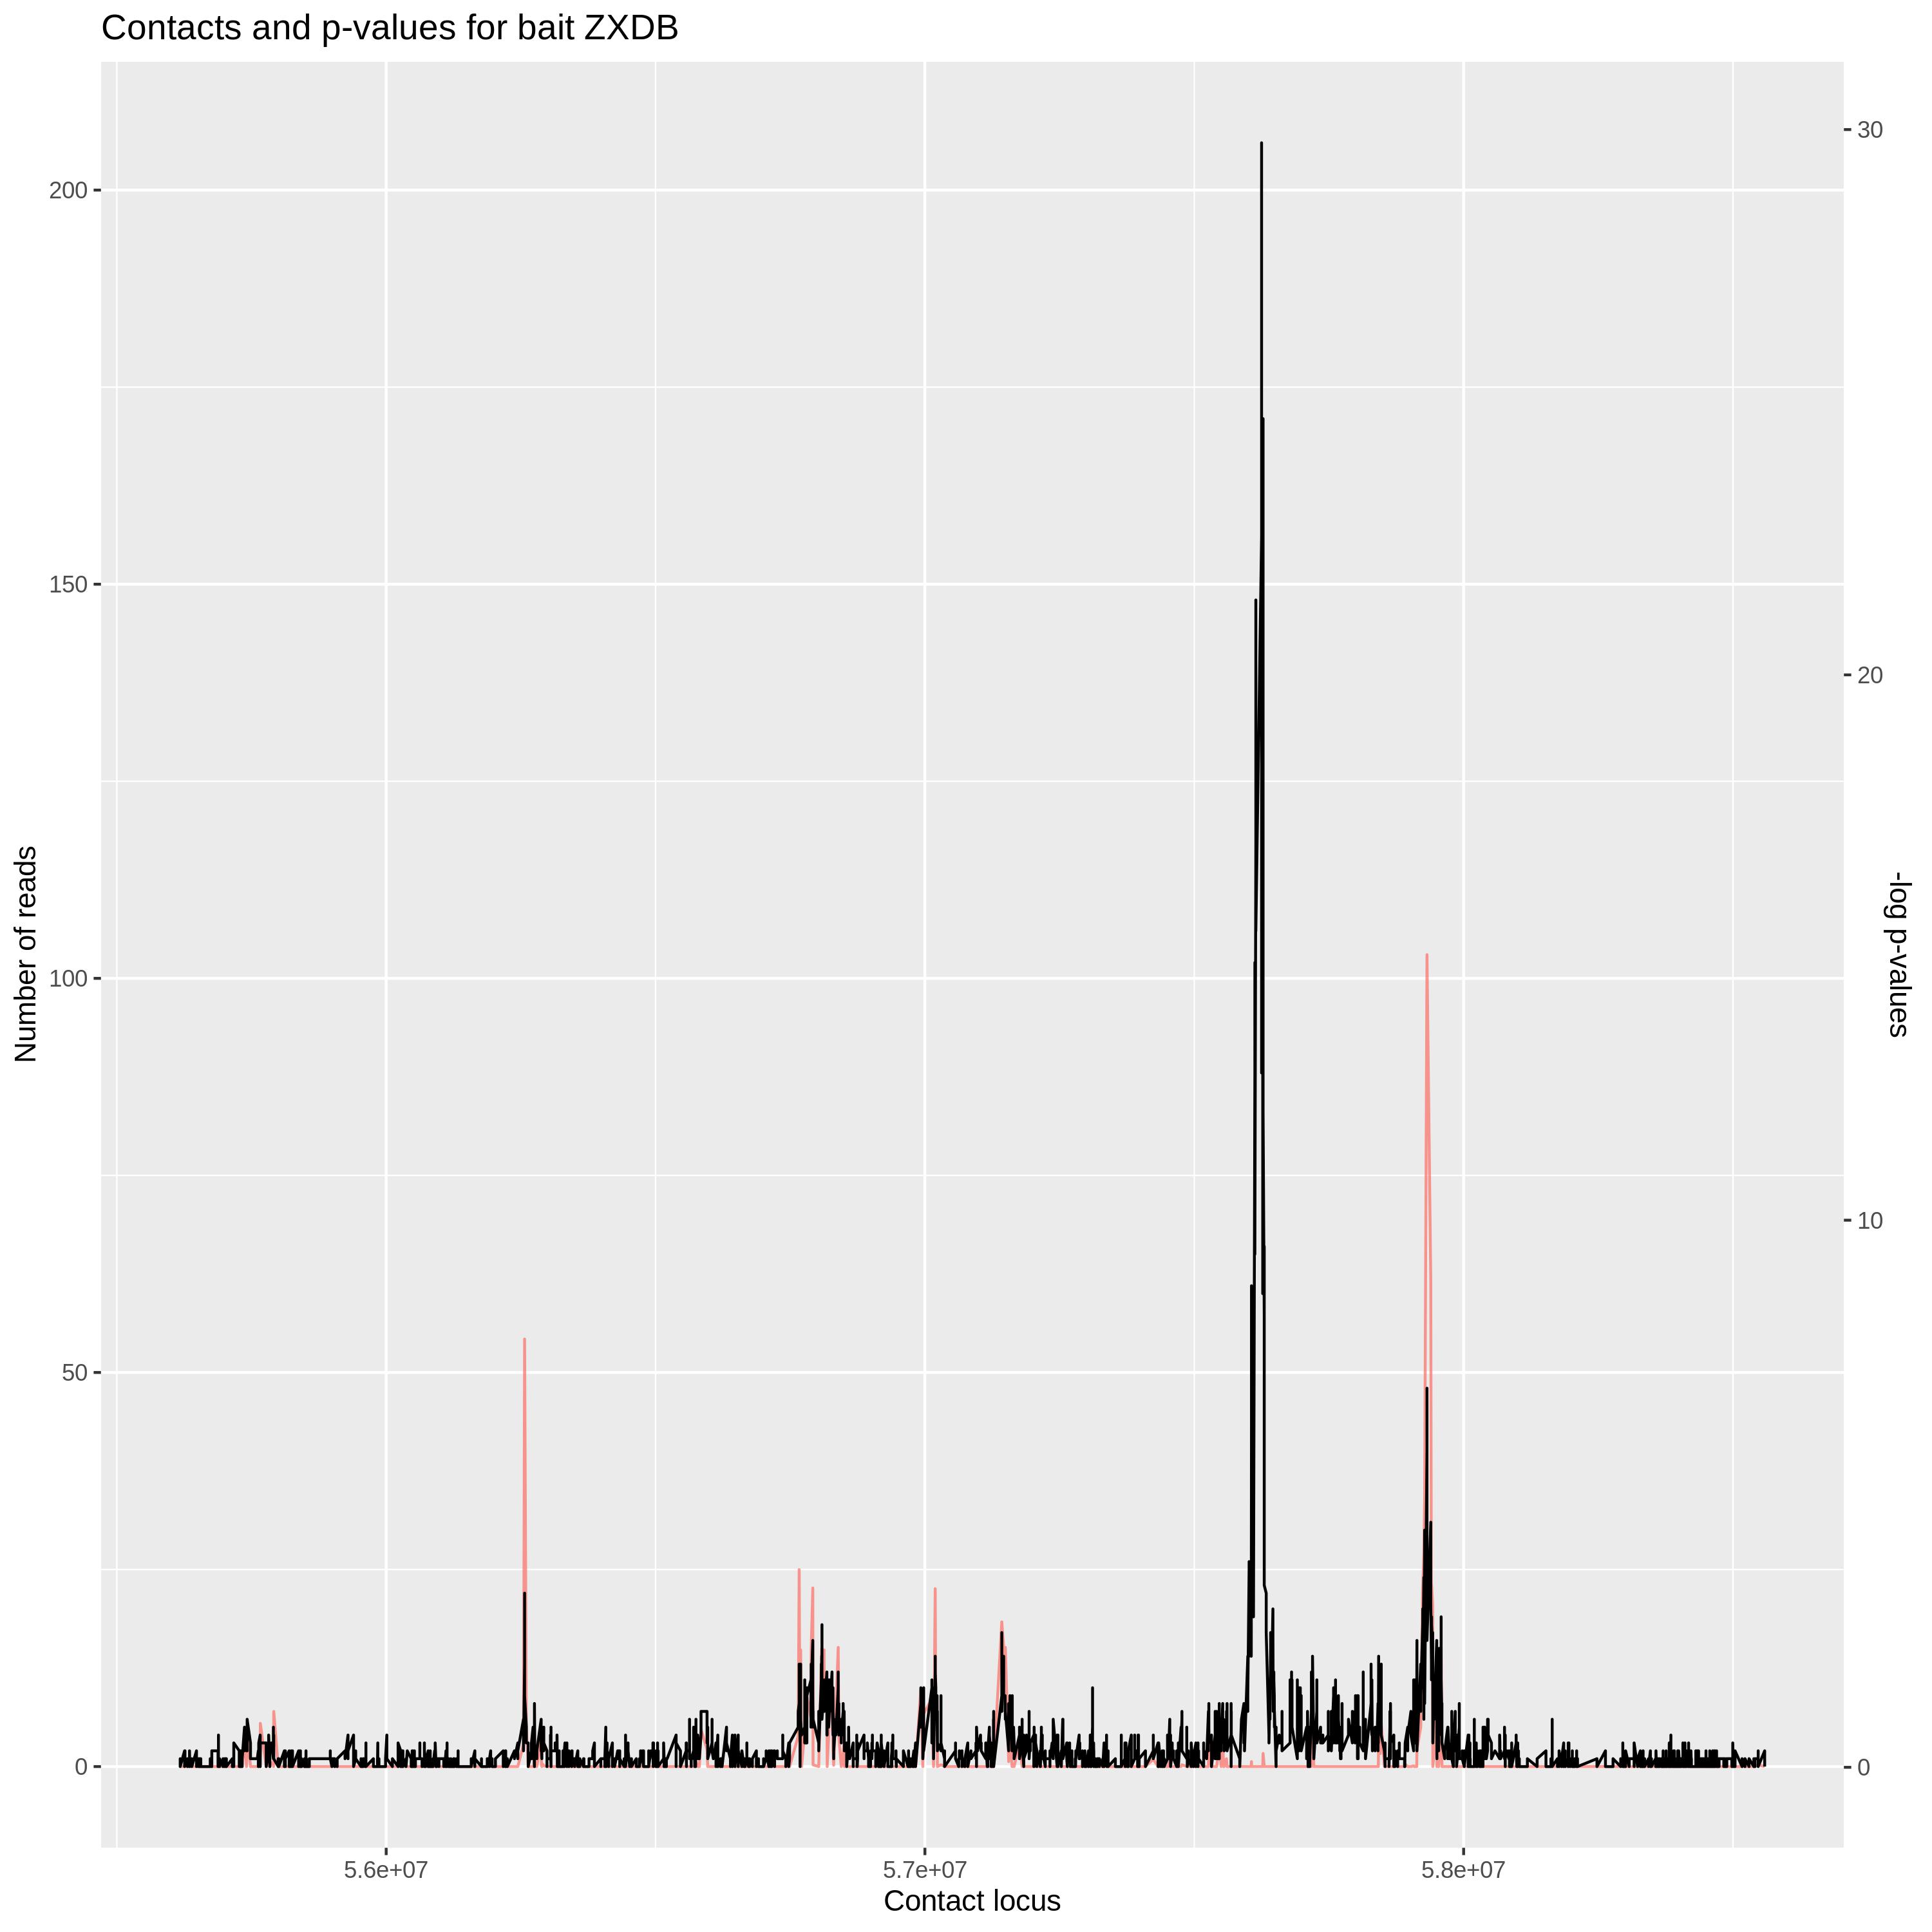 Contacts and p-values for bait ZXDB
Number of reads
200
150
100
50
0
30
20
10
0
-log p-values
5.6e+07
5.7e+07
5.8e+07
Contact locus